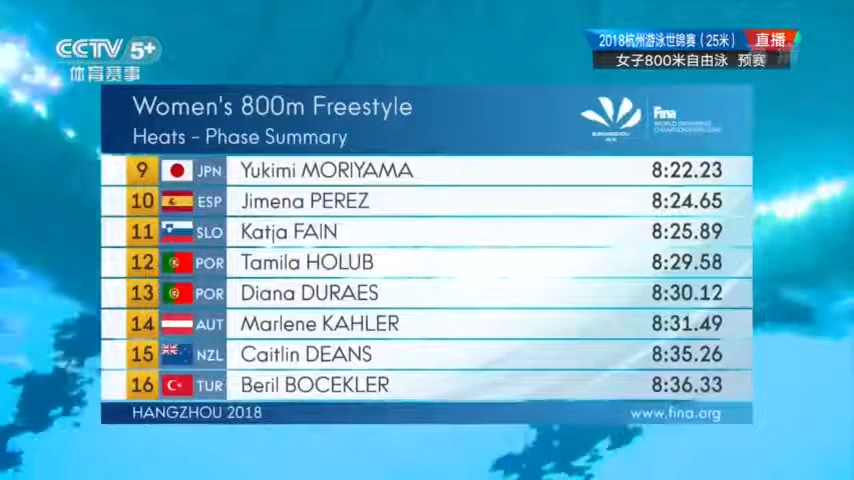 CCTV 5+
体育赛事
2018杭州游泳世锦赛（25米） 直播
女子800米自由泳 预赛
Women's 800m Freestyle
Heats - Phase Summary
Fina
9 JPN Yukimi MORIYAMA 8:22.23
10 ESP Jimena PEREZ 8:24.65
11 SLO Katja FAIN 8:25.89
12 POR Tamila HOLUB 8:29.58
13 POR Diana DURAES 8:30.12
14 AUT Marlene KAHLER 8:31.49
15 NZL Caitlin DEANS 8:35.26
16 TUR Beril BOCEKLER 8:36.33
HANGZHOU 2018 www.fina.org